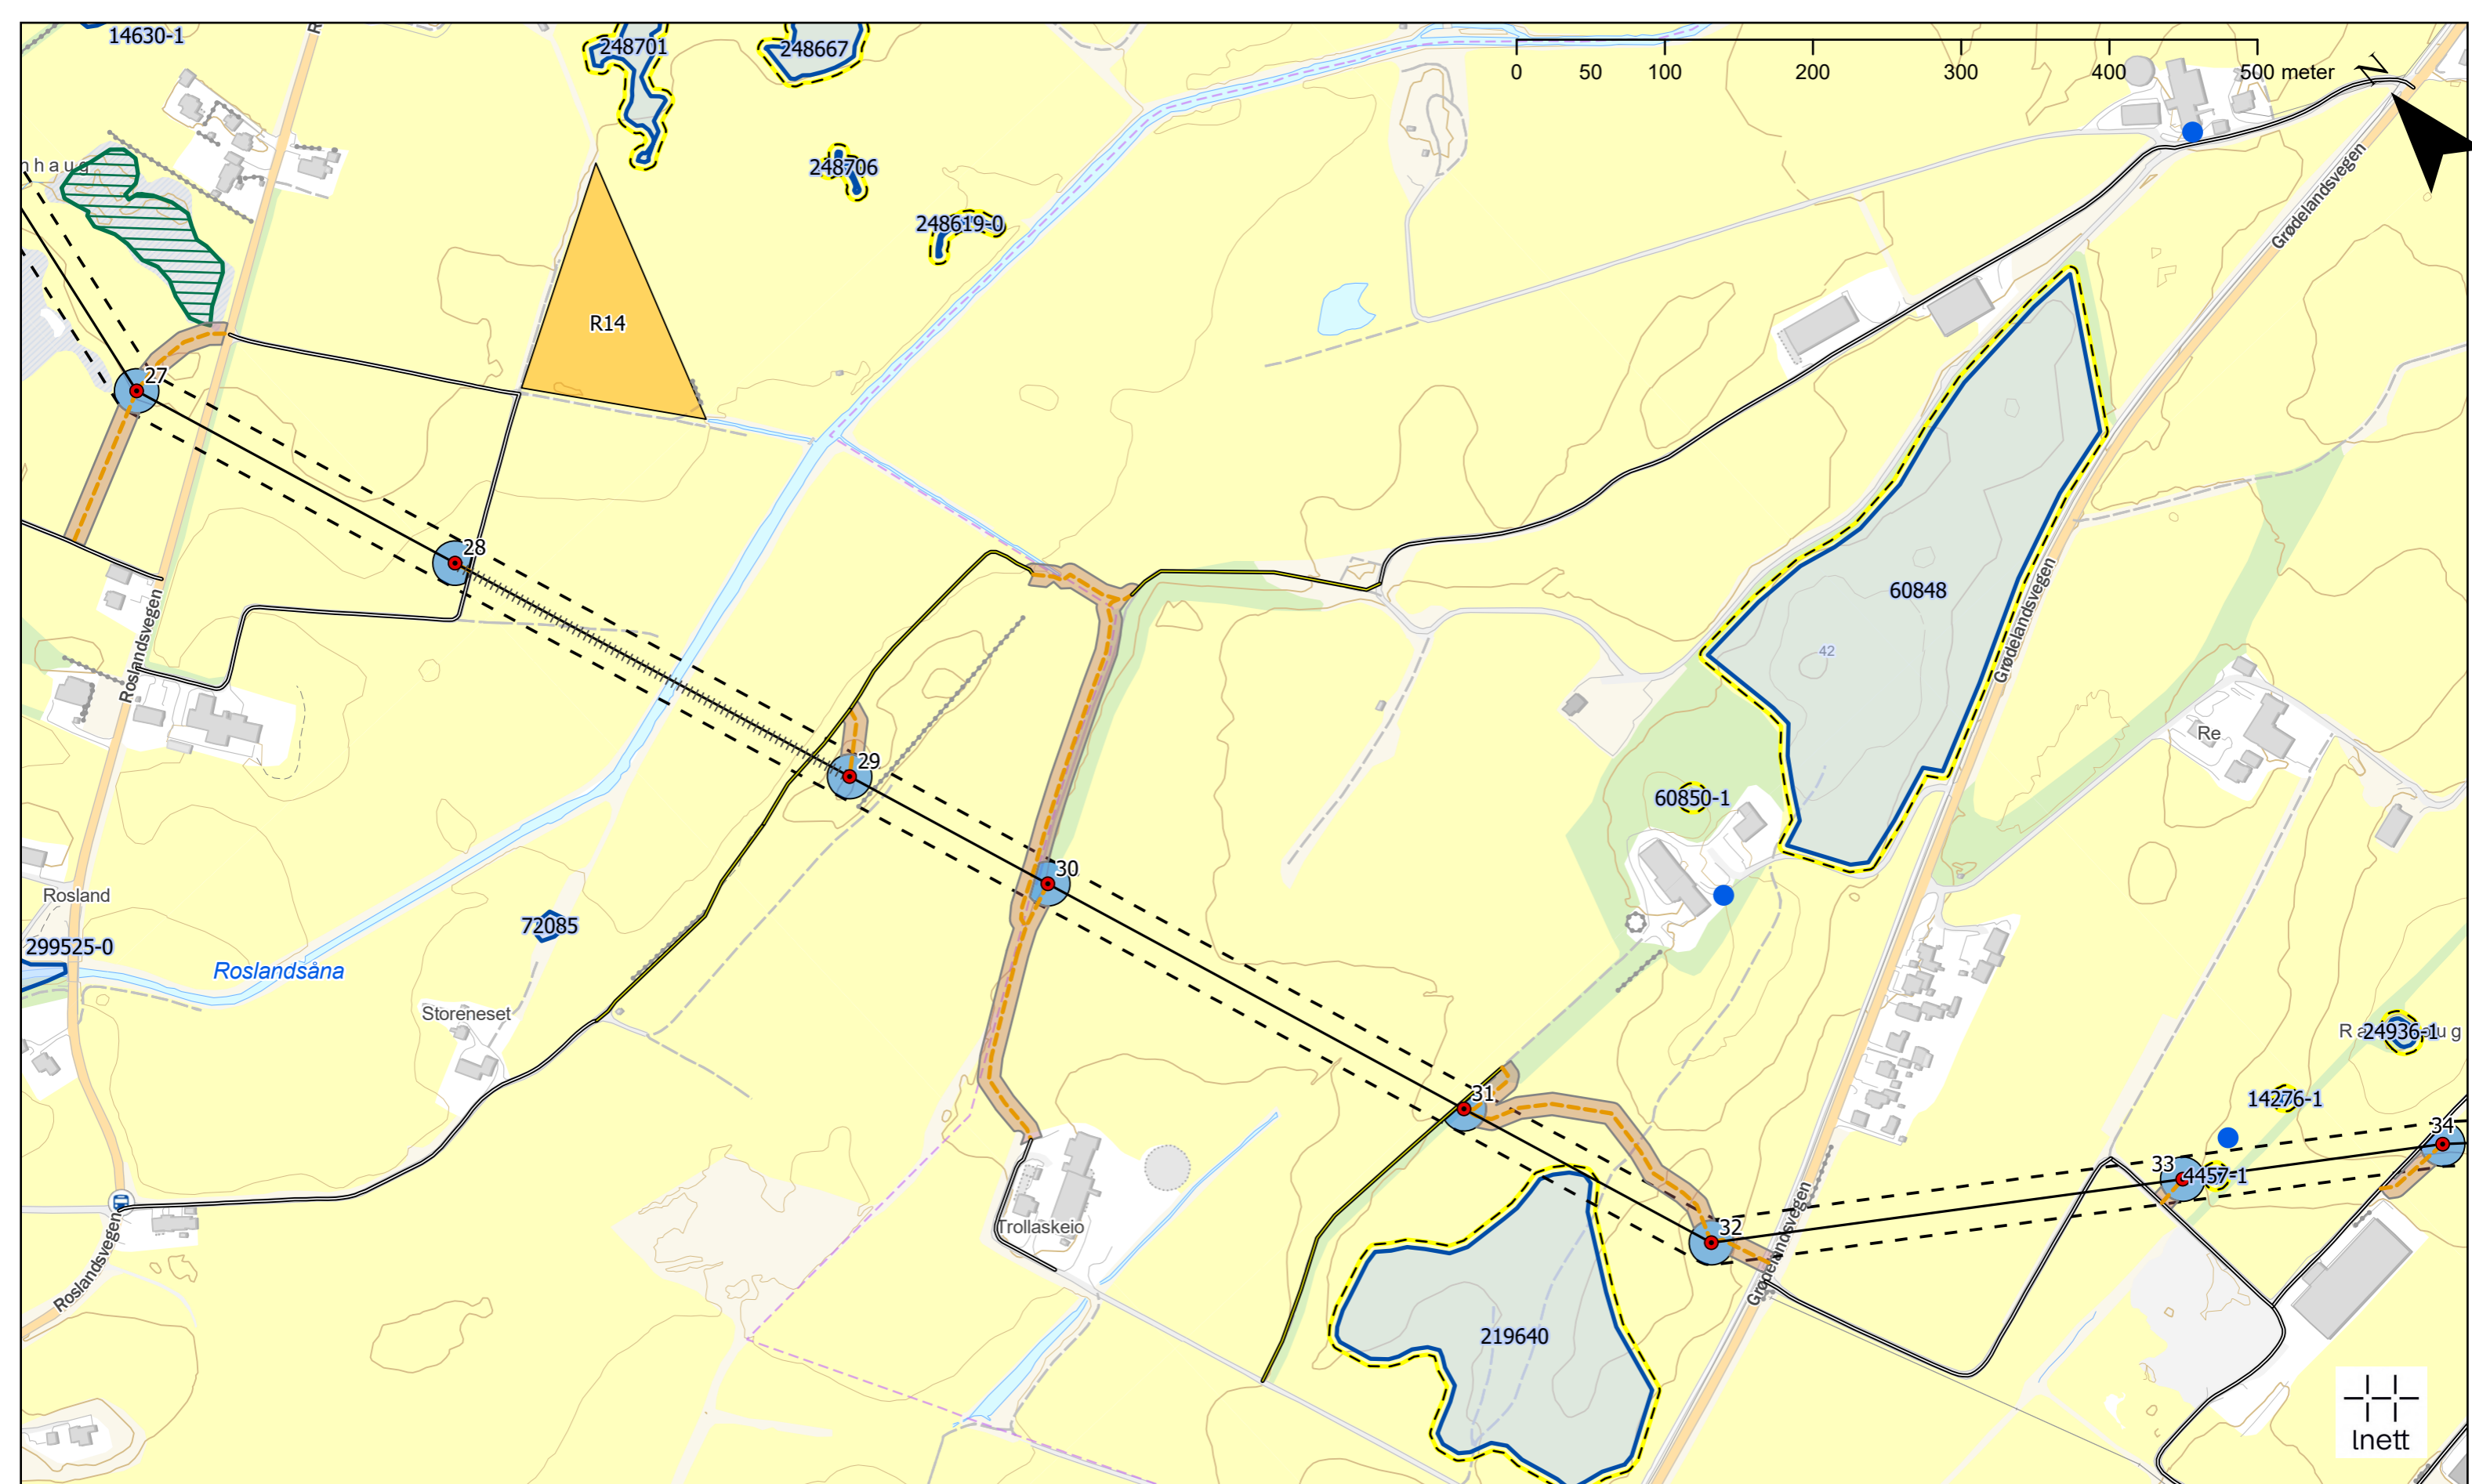 14630-1
248701
248667
0 50 100 200 300 400 500 meter
N
R
nhaug
248706
248619-0
Grødelandsvegen
R14
27
28
60848
Roslandsvegen
Grødelandsvegen
42
29
Re
60850-1
30
Rosland
72085
299525-0
Roslandsåna
Storeneset
24936-1
31
14276-1
34
33
4457-1
Trollaskeio
32
Roslandsvegen
Grødelandsvegen
219640
lnett